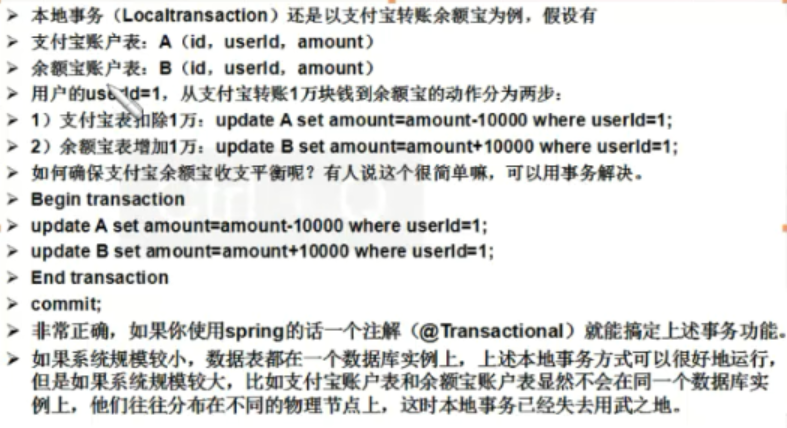 本地事务（Localtransaction）还是以支付宝转账余额宝为例，假设有
支付宝账户表：A（id，userId，amount）
余额宝账户表：B（id，userId，amount）
用户的userId=1，从支付宝转账1万块钱到余额宝的动作分为两步：
1）支付宝表扣除1万：update A set amount=amount-10000 where userId=1;
2）余额宝表增加1万：update B set amount=amount+10000 where userId=1;
如何确保支付宝余额宝收支平衡呢？有人说这个很简单嘛，可以用事务解决。
Begin transaction
update A set amount=amount-10000 where userId=1;
update B set amount=amount+10000 where userId=1;
End transaction
commit;
非常正确，如果你使用spring的话一个注解（@Transactional）就能搞定上述事务功能。
如果系统规模较小，数据表都在一个数据库实例上，上述本地事务方式可以很好地运行，
但是如果系统规模较大，比如支付宝账户表和余额宝账户表显然不会在同一个数据库实
例上，他们往往分布在不同的物理节点上，这时本地事务已经失去用武之地。